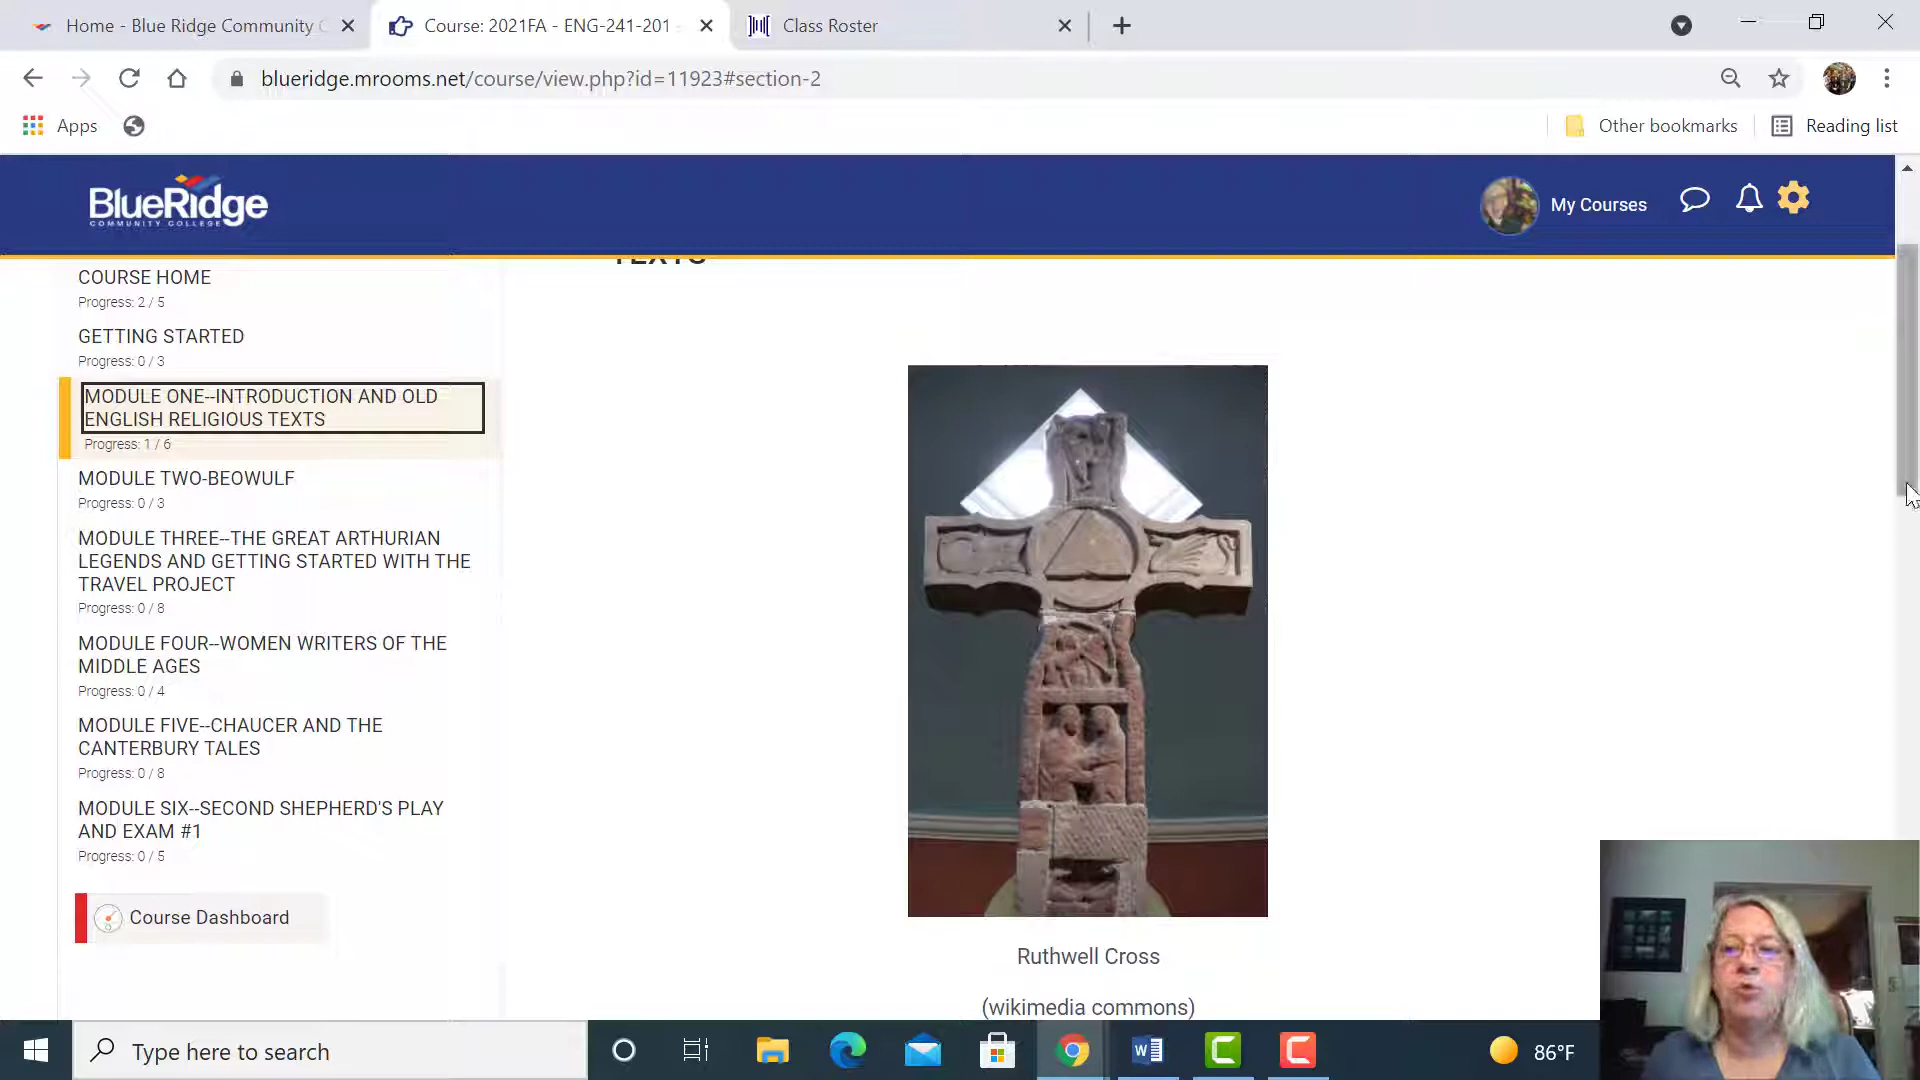 Home - Blue Ridge Community C
Course: 2021FA - ENG-241-201
Class Roster
blueridge.mrooms.net/course/view.php?id=11923#section-2
Apps
Other bookmarks
Reading list
BlueRidge
COMMUNITY COLLEGE
My Courses
TEXTS
COURSE HOME
Progress: 2 / 5
GETTING STARTED
Progress: 0 / 3
MODULE ONE--INTRODUCTION AND OLD
ENGLISH RELIGIOUS TEXTS
Progress: 1 / 6
MODULE TWO-BEOWULF
Progress: 0 / 3
MODULE THREE--THE GREAT ARTHURIAN
LEGENDS AND GETTING STARTED WITH THE
TRAVEL PROJECT
Progress: 0 / 8
MODULE FOUR--WOMEN WRITERS OF THE
MIDDLE AGES
Progress: 0 / 4
MODULE FIVE--CHAUCER AND THE
CANTERBURY TALES
Progress: 0 / 8
MODULE SIX--SECOND SHEPHERD'S PLAY
AND EXAM #1
Progress: 0 / 5
Course Dashboard
Ruthwell Cross
(wikimedia commons)
Type here to search
86°F